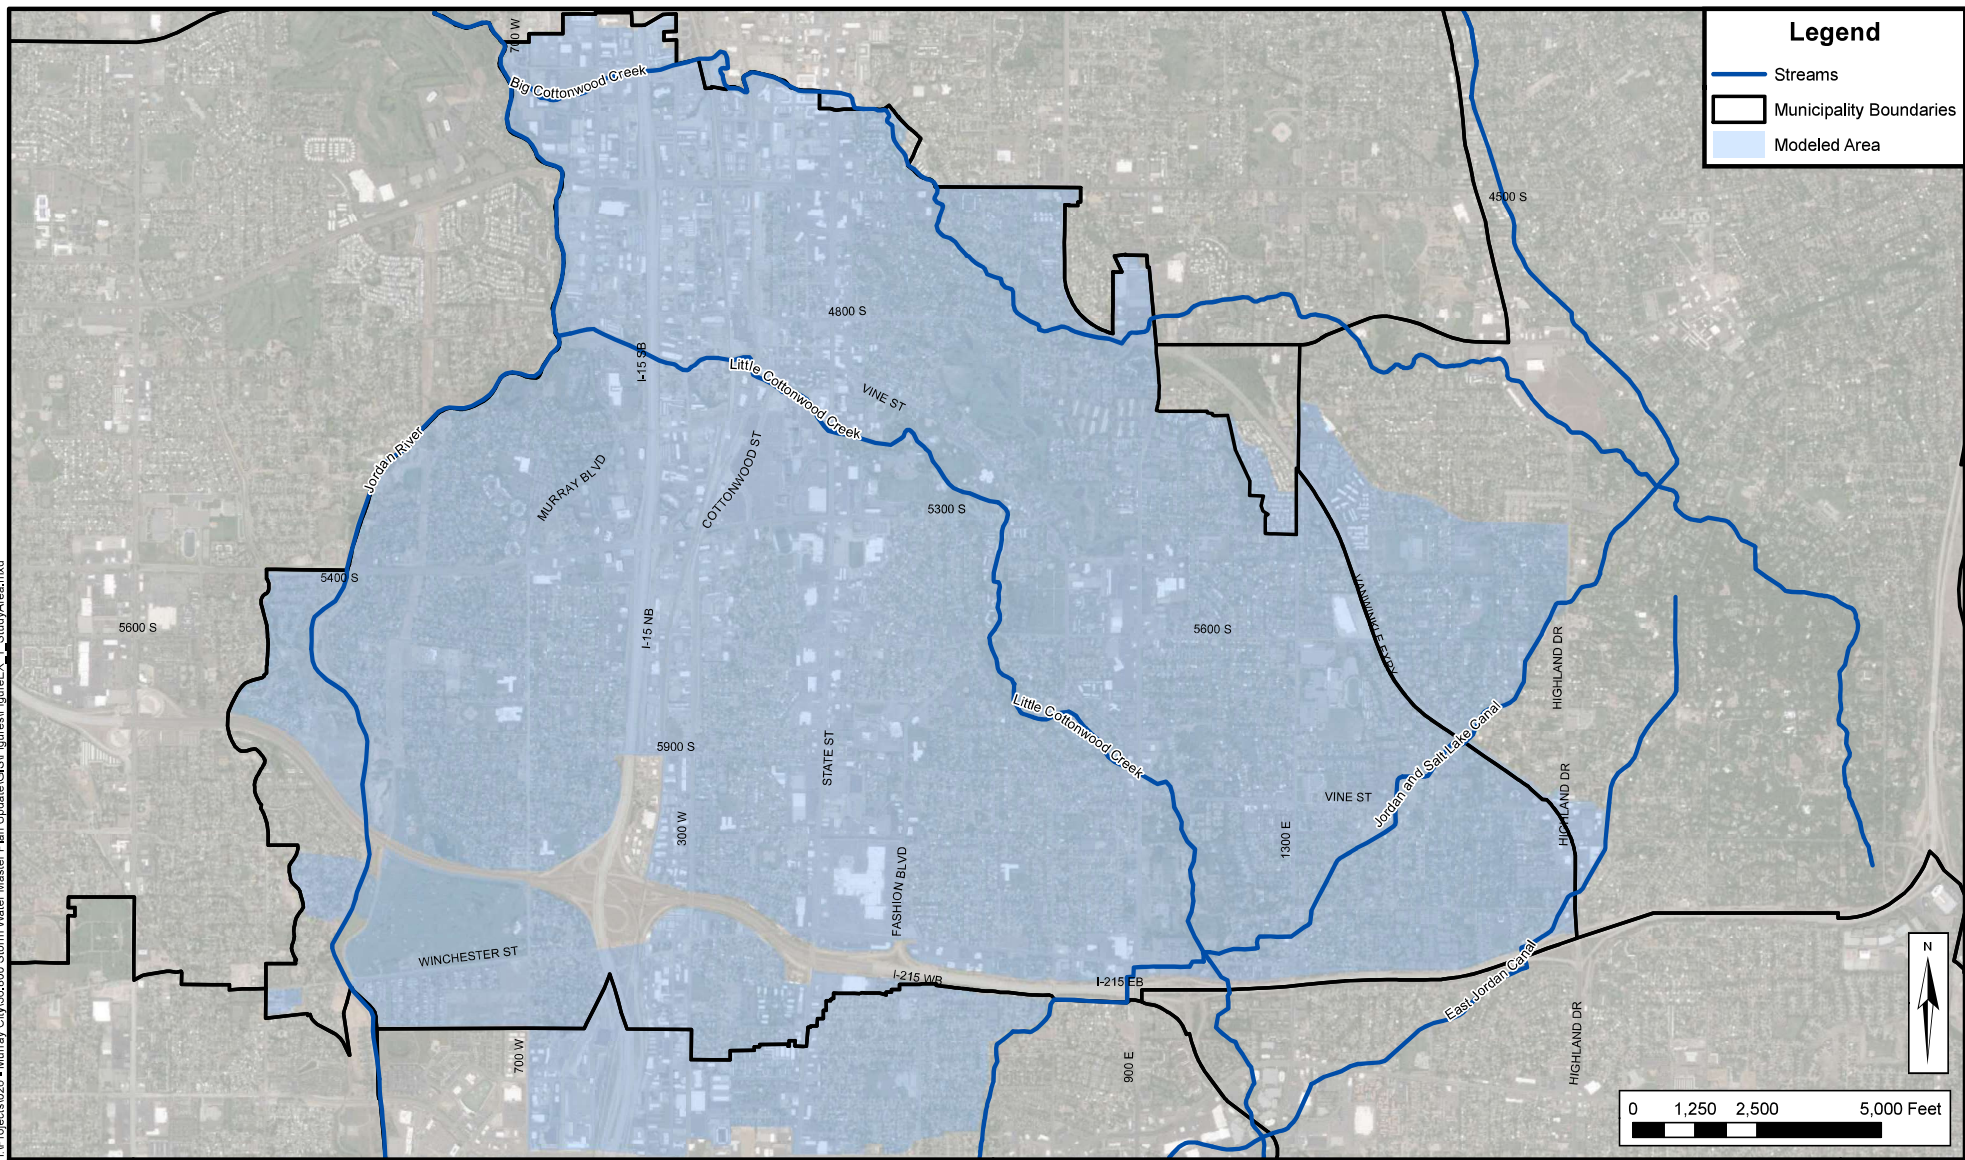 Legend
Streams
Municipality Boundaries
Modeled Area
700 W
Big Cottonwood Creek
4500 S
4800 S
I-15 SB
Little Cottonwood Creek
VINE ST
Jordan River
MURRAY BLVD
COTTONWOOD ST
5300 S
5400 S
5600 S
I-15 NB
5600 S
VANWINKLE EXPY
HIGHLAND DR
Little Cottonwood Creek
5900 S
STATE ST
Jordan and Salt Lake Canal
VINE ST
HIGHLAND DR
300 W
1300 E
FASHION BLVD
WINCHESTER ST
I-215 WB
I-215 EB
East Jordan Canal
HIGHLAND DR
700 W
900 E
N
0 1,250 2,500 5,000 Feet